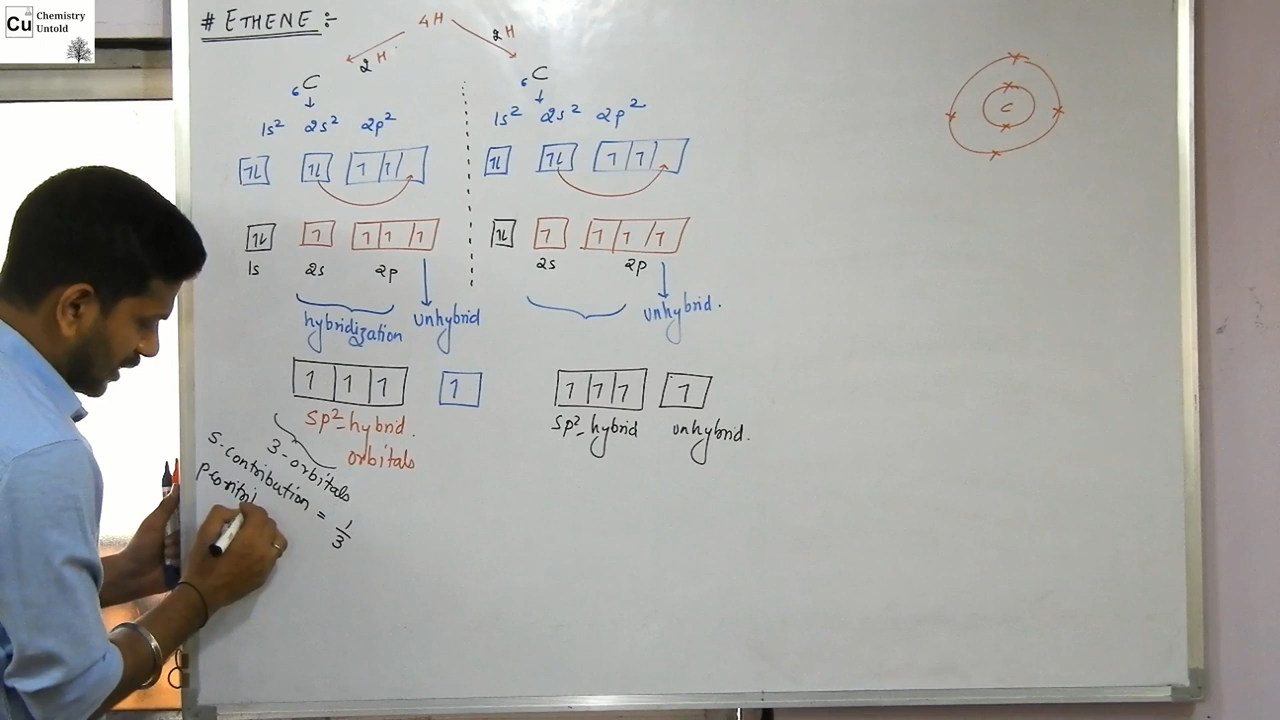 Cu Chemistry
Untold
# ETHENE :-
4H
2H 2H
₆C ₆C
1s² 2s² 2p² 1s² 2s² 2p²
1s 2s 2p 2s 2p
hybridization unhybrid unhybrid.
sp²-hybrid. orbitals
sp²-hybrid unhybrid.
3-orbitals
s-contribution = 1/3
C